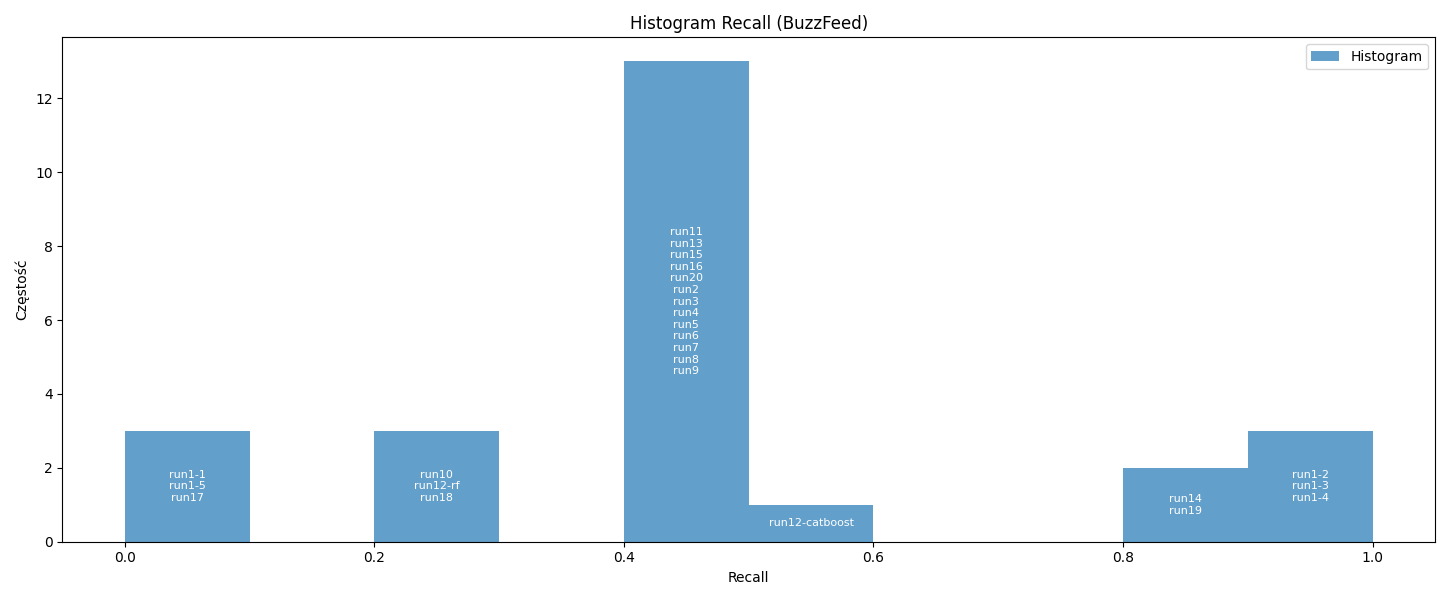 Histogram Recall (BuzzFeed)
Histogram
Częstość
12
10
8
6
4
2
0
run11
run13
run15
run16
run20
run2
run3
run4
run5
run6
run7
run8
run9
run1-1
run1-5
run17
run10
run12-rf
run18
run12-catboost
run14
run19
run1-2
run1-3
run1-4
0.0 0.2 0.4 0.6 0.8 1.0
Recall